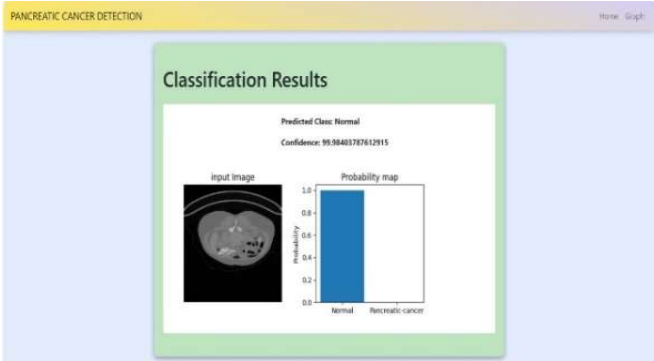 PANCREATIC CANCER DETECTION
Home Graph
Classification Results
Predicted Class: Normal
Confidence: 99.98403787612915
input Image
Probability map
Probability
1.0
0.8
0.6
0.4
0.2
0.0
Normal Pancreatic-cancer